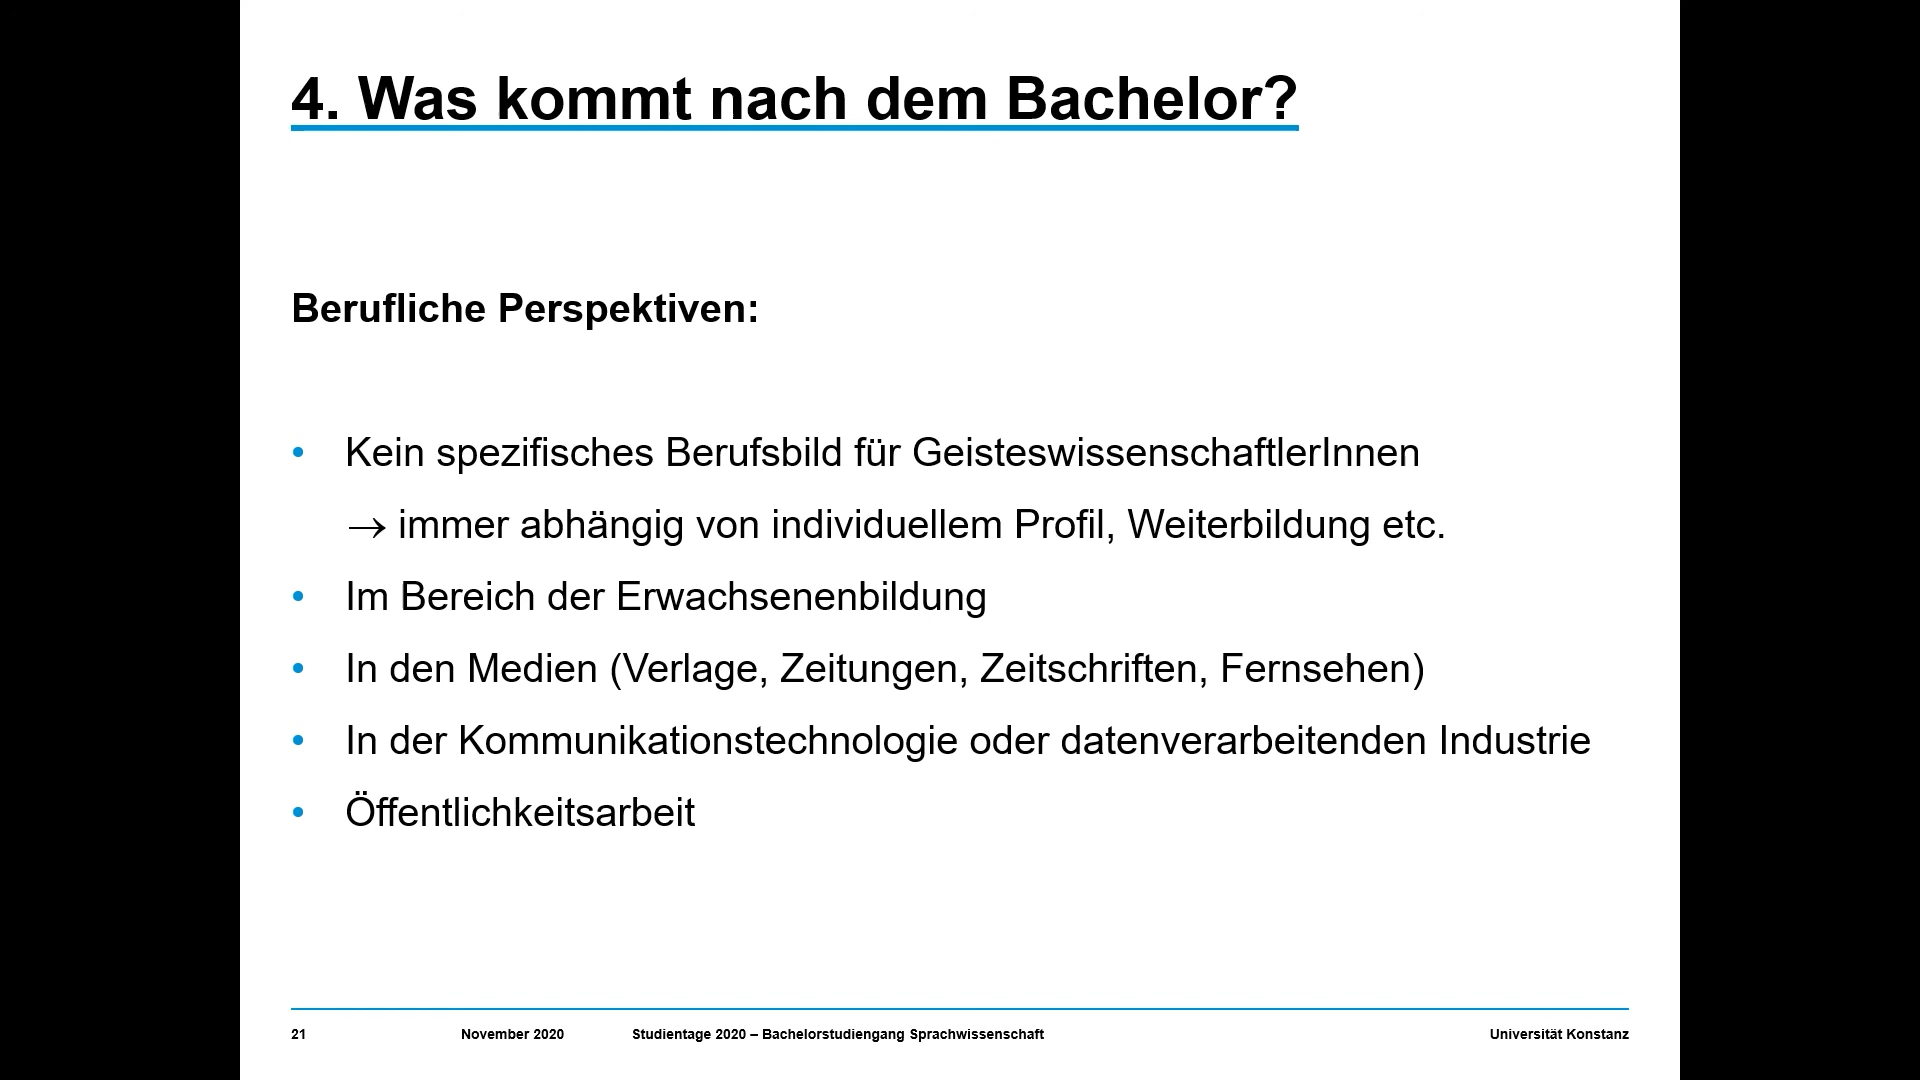 4. Was kommt nach dem Bachelor?
Berufliche Perspektiven:
• Kein spezifisches Berufsbild für GeisteswissenschaftlerInnen
→ immer abhängig von individuellem Profil, Weiterbildung etc.
• Im Bereich der Erwachsenenbildung
• In den Medien (Verlage, Zeitungen, Zeitschriften, Fernsehen)
• In der Kommunikationstechnologie oder datenverarbeitenden Industrie
• Öffentlichkeitsarbeit
21 November 2020 Studientage 2020 – Bachelorstudiengang Sprachwissenschaft Universität Konstanz